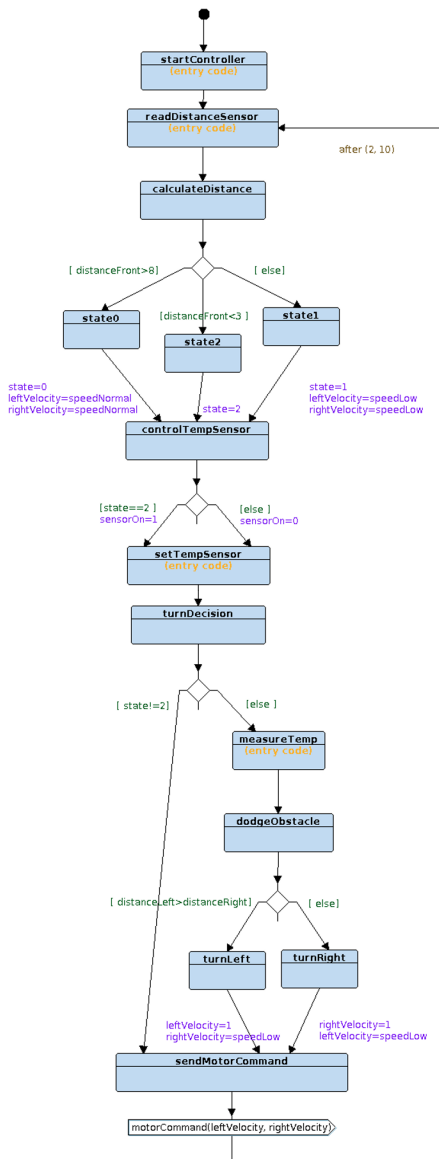 startController
(entry code)
readDistanceSensor
(entry code)
after (2, 10)
calculateDistance
[ distanceFront>8]
[ else]
[distanceFront<3 ]
state0
state2
state1
state=0
leftVelocity=speedNormal
rightVelocity=speedNormal
state=2
state=1
leftVelocity=speedLow
rightVelocity=speedLow
controlTempSensor
[state==2 ]
sensorOn=1
[else ]
sensorOn=0
setTempSensor
(entry code)
turnDecision
[ state!=2]
[else ]
measureTemp
(entry code)
dodgeObstacle
[ distanceLeft>distanceRight]
[ else]
turnLeft
turnRight
leftVelocity=1
rightVelocity=speedLow
rightVelocity=1
leftVelocity=speedLow
sendMotorCommand
motorCommand(leftVelocity, rightVelocity)